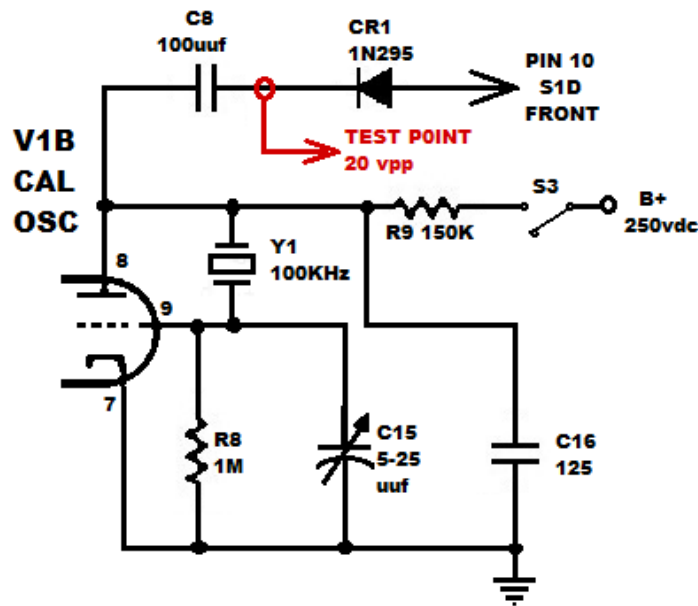 C8
100uuf
CR1
1N295
PIN 10
S1D
FRONT
TEST POINT
20 vpp
V1B
CAL
OSC
S3
B+
250vdc
R9 150K
Y1
100KHz
8
9
7
R8
1M
C15
5-25
uuf
C16
125